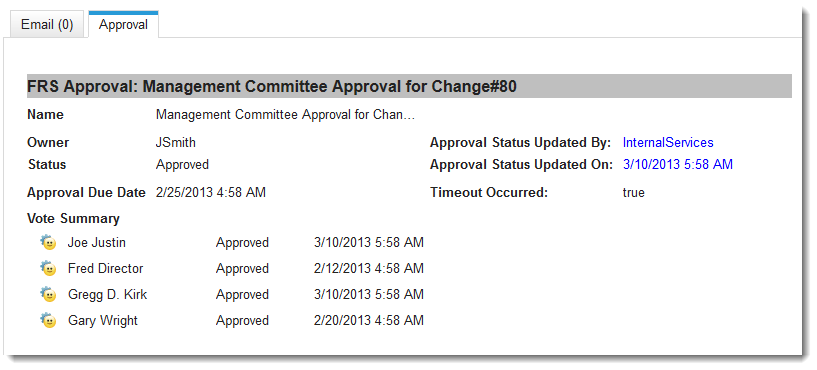 Email (0) Approval
FRS Approval: Management Committee Approval for Change#80
Name Management Committee Approval for Chan...
Owner JSmith Approval Status Updated By: InternalServices
Status Approved Approval Status Updated On: 3/10/2013 5:58 AM
Approval Due Date 2/25/2013 4:58 AM Timeout Occurred: true
Vote Summary
Joe Justin Approved 3/10/2013 5:58 AM
Fred Director Approved 2/12/2013 4:58 AM
Gregg D. Kirk Approved 3/10/2013 5:58 AM
Gary Wright Approved 2/20/2013 4:58 AM